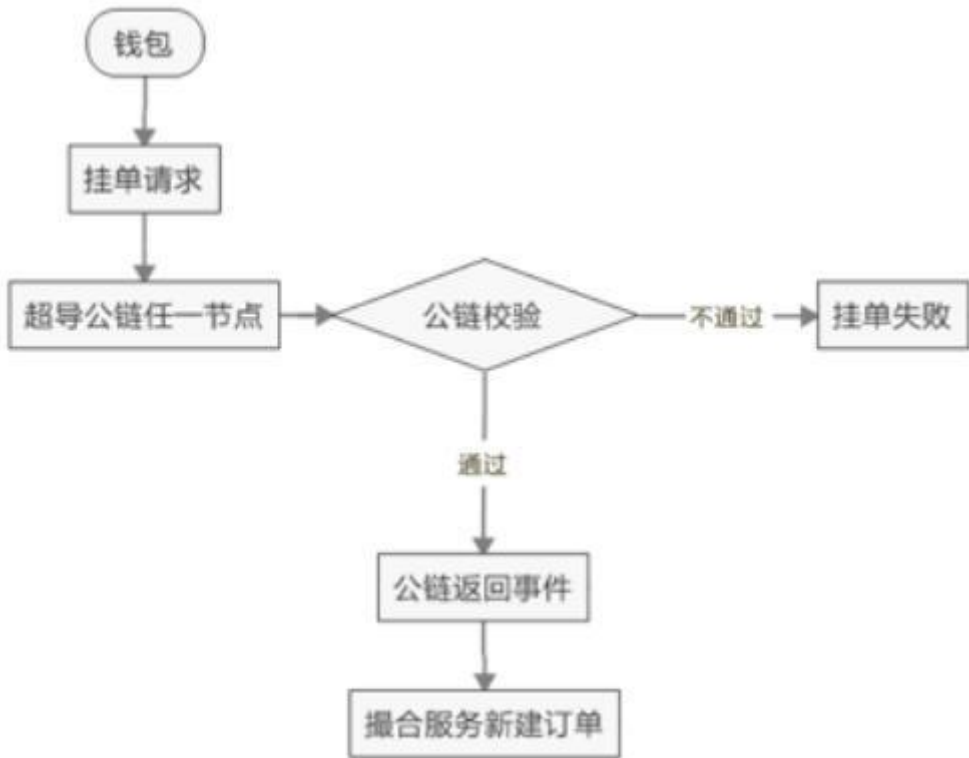 钱包
挂单请求
超导公链任一节点
公链校验
不通过
挂单失败
通过
公链返回事件
撮合服务新建订单